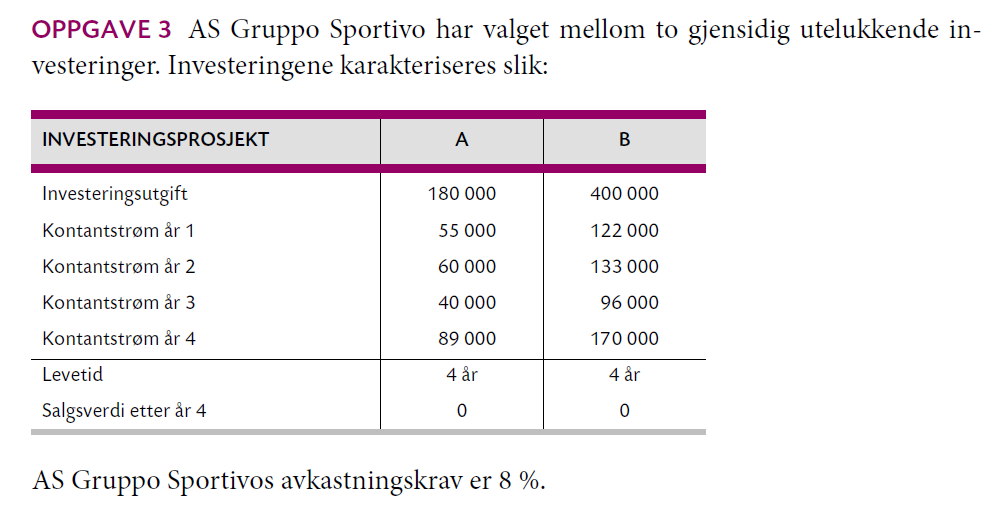 OPPGAVE 3 AS Gruppo Sportivo har valget mellom to gjensidig utelukkende in-
vesteringer. Investeringene karakteriseres slik:
INVESTERINGSPROSJEKT A B
Investeringsutgift 180 000 400 000
Kontantstrøm år 1 55 000 122 000
Kontantstrøm år 2 60 000 133 000
Kontantstrøm år 3 40 000 96 000
Kontantstrøm år 4 89 000 170 000
Levetid 4 år 4 år
Salgsverdi etter år 4 0 0
AS Gruppo Sportivos avkastningskrav er 8 %.